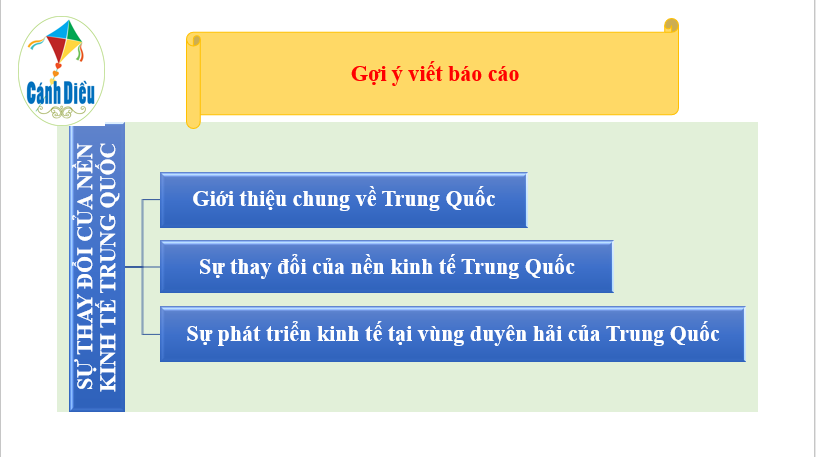 Cánh Diều
Gợi ý viết báo cáo
SỰ THAY ĐỔI CỦA NỀN
KINH TẾ TRUNG QUỐC
Giới thiệu chung về Trung Quốc
Sự thay đổi của nền kinh tế Trung Quốc
Sự phát triển kinh tế tại vùng duyên hải của Trung Quốc